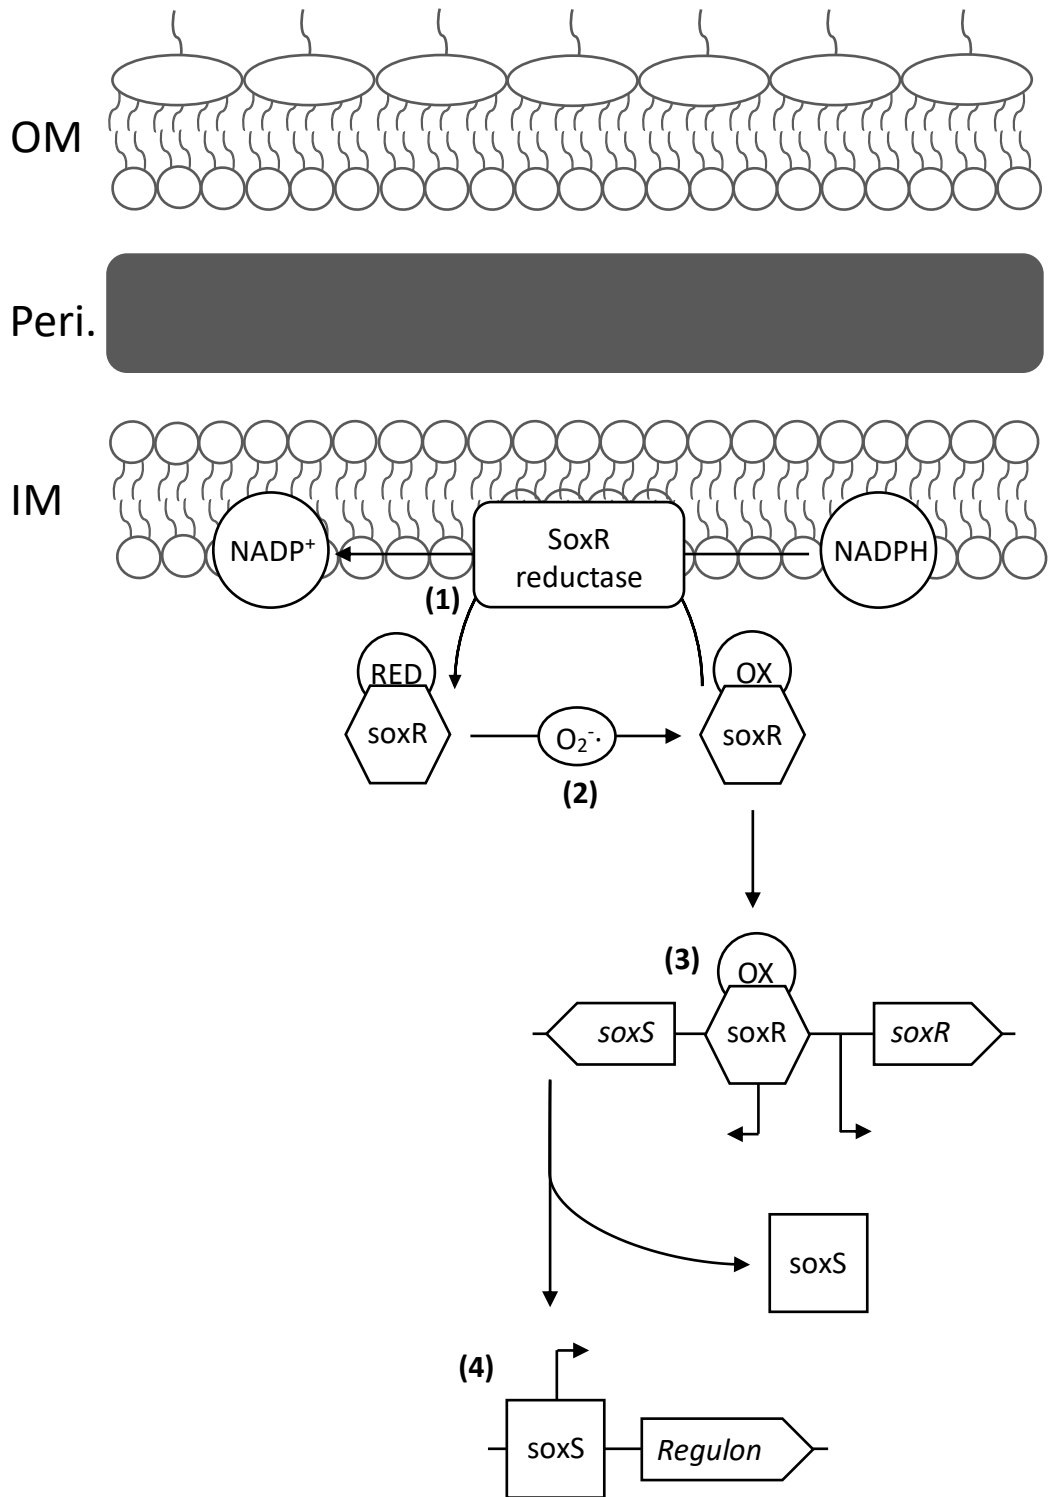 OM
Peri.
IM
NADP⁺
SoxR
reductase
NADPH
(1)
RED
soxR
O₂⁻·
(2)
OX
soxR
(3)
OX
soxS
soxR
soxR
soxS
(4)
soxS
Regulon